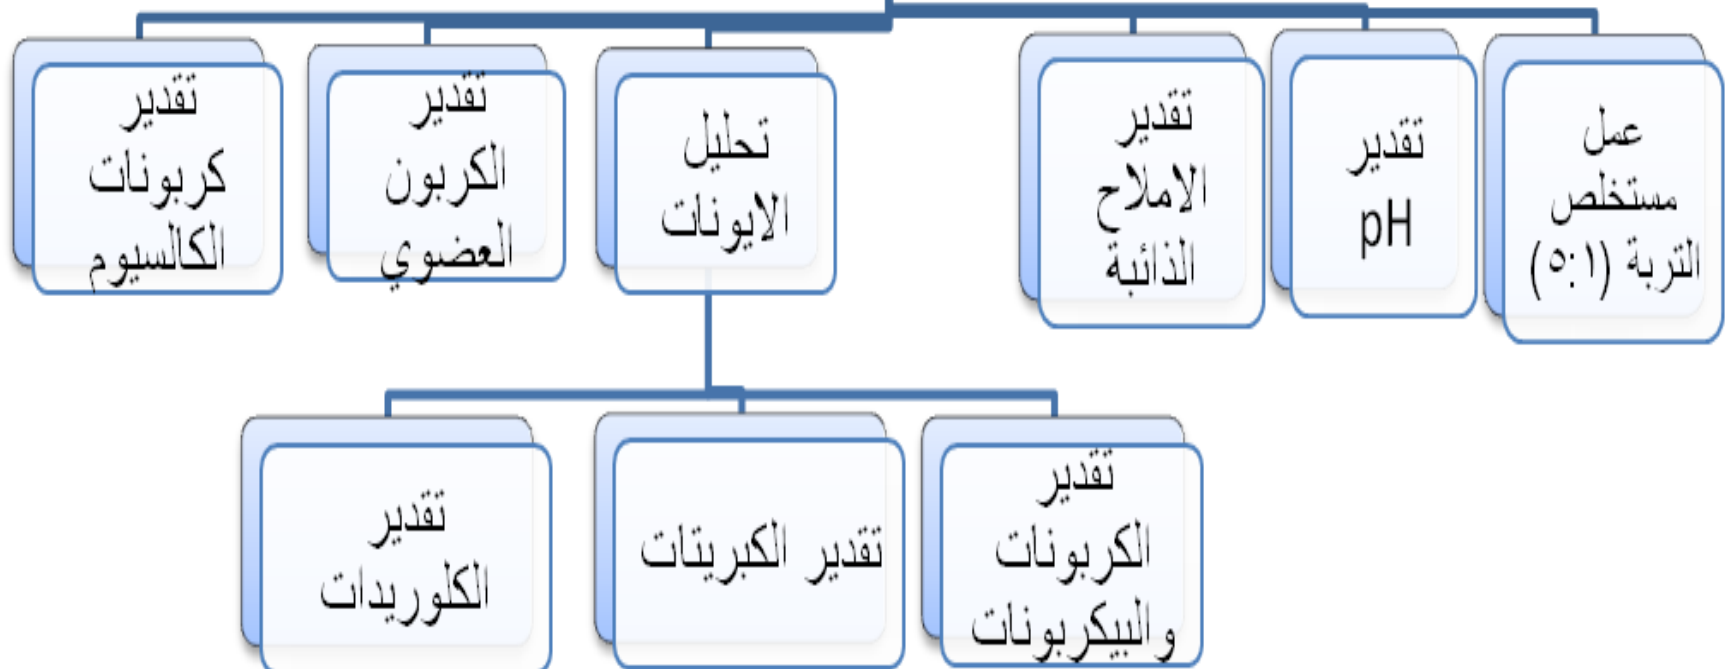 عمل
مستخلص
التربة (٥:١)
تقدير
pH
تقدير
الاملاح
الذائبة
تحليل
الايونات
تقدير
الكربون
العضوي
تقدير
كربونات
الكالسيوم
تقدير
الكربونات
والبيكربونات
تقدير الكبريتات
تقدير
الكلوريدات